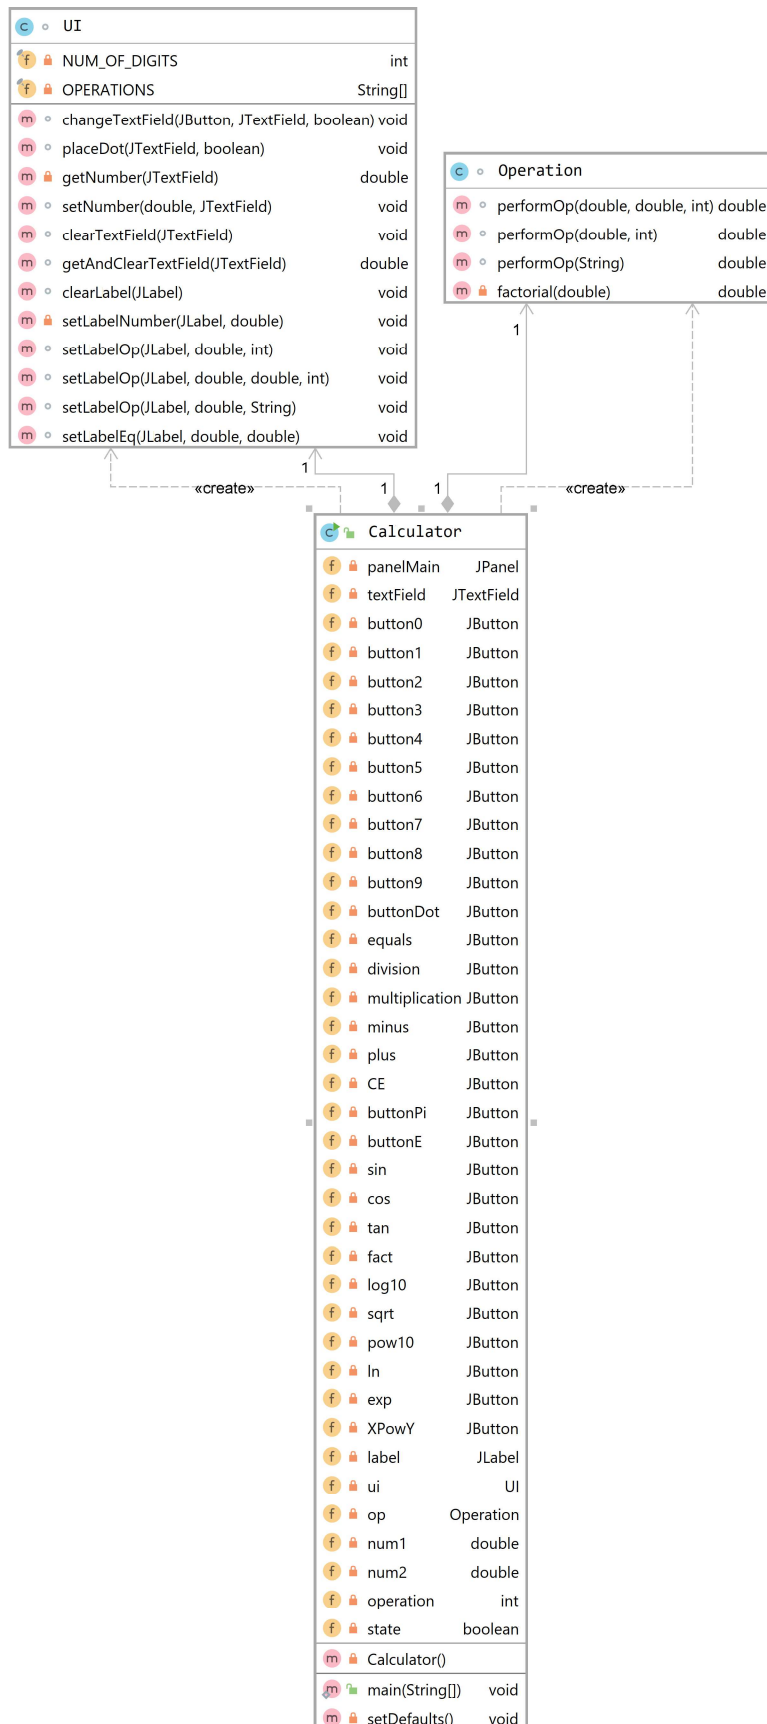 UI
NUM_OF_DIGITS int
OPERATIONS String[]
changeTextField(JButton, JTextField, boolean) void
placeDot(JTextField, boolean) void
getNumber(JTextField) double
setNumber(double, JTextField) void
clearTextField(JTextField) void
getAndClearTextField(JTextField) double
clearLabel(JLabel) void
setLabelNumber(JLabel, double) void
setLabelOp(JLabel, double, int) void
setLabelOp(JLabel, double, double, int) void
setLabelOp(JLabel, double, String) void
setLabelEq(JLabel, double, double) void
Operation
performOp(double, double, int) double
performOp(double, int) double
performOp(String) double
factorial(double) double
1
1
1
1
«create»
«create»
Calculator
panelMain JPanel
textField JTextField
button0 JButton
button1 JButton
button2 JButton
button3 JButton
button4 JButton
button5 JButton
button6 JButton
button7 JButton
button8 JButton
button9 JButton
buttonDot JButton
equals JButton
division JButton
multiplication JButton
minus JButton
plus JButton
CE JButton
buttonPi JButton
buttonE JButton
sin JButton
cos JButton
tan JButton
fact JButton
log10 JButton
sqrt JButton
pow10 JButton
ln JButton
exp JButton
XPowY JButton
label JLabel
ui UI
op Operation
num1 double
num2 double
operation int
state boolean
Calculator()
main(String[]) void
setDefaults() void